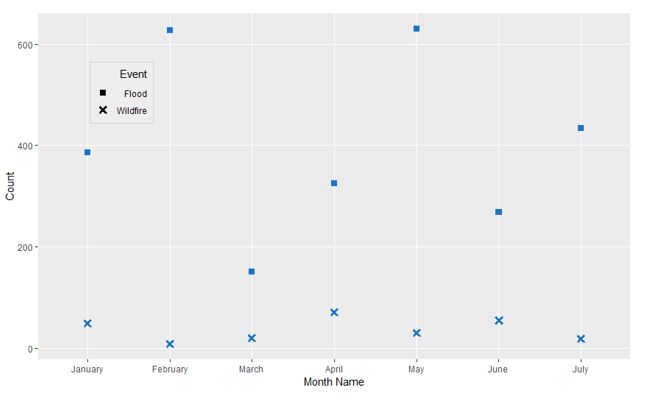 600
400
200
0
Count
Event
Flood
Wildfire
January February March April May June July
Month Name